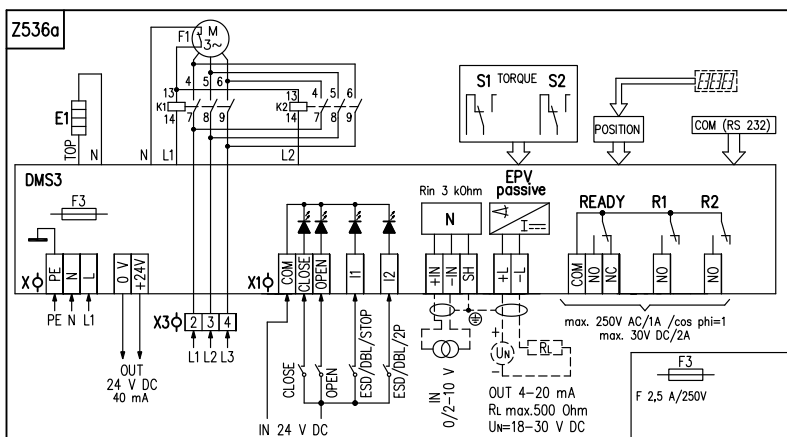 Z536a
F1
M
3~
S1 TORQUE S2
4 5 6
13
K1
14
7 8 9
13
K2
14
4 5 6
7 8 9
E1
TOP
N
N
L1
L2
POSITION
COM (RS 232)
DMS3
F3
Rin 3 kOhm
N
EPV
passive
I
READY R1 R2
X
PE
N
L
0 V
+24V
X1
COM
CLOSE
OPEN
I1
I2
+IN
-IN
SH
+L
-L
COM
NO
NC
NO
NO
PE N L1
X3
2 3 4
L1 L2 L3
OUT
24 V DC
40 mA
CLOSE
OPEN
ESD/DBL/STOP
ESD/DBL/2P
IN 24 V DC
IN
0/2-10 V
+
UN
-
RL
OUT 4-20 mA
RL max.500 Ohm
UN=18-30 V DC
max. 250V AC/1A /cos phi=1
max. 30V DC/2A
F3
F 2,5 A/250V